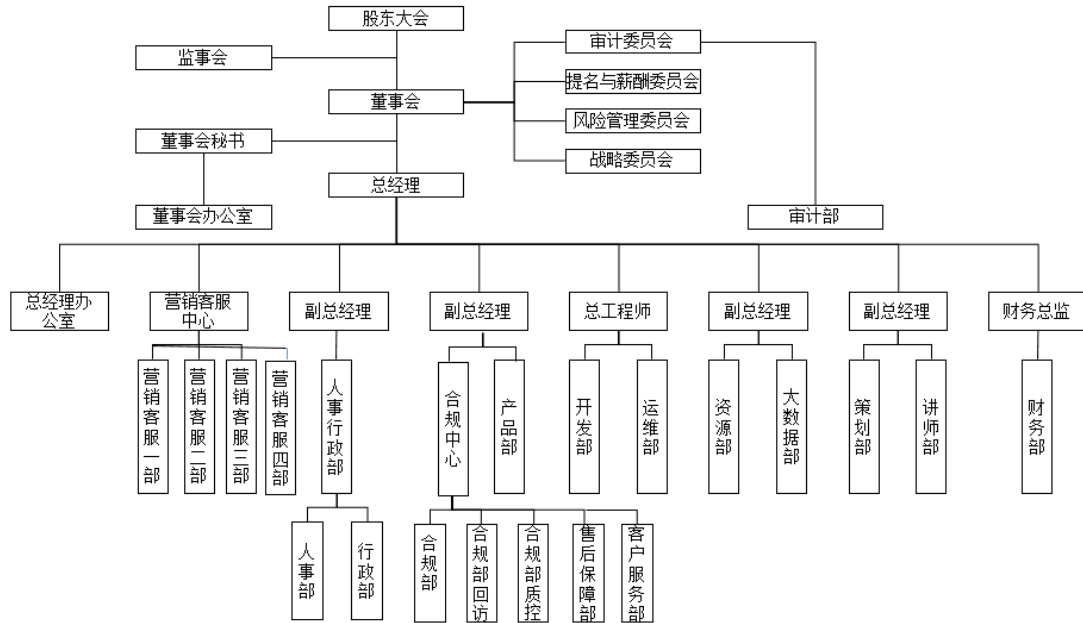 股东大会
监事会
审计委员会
提名与薪酬委员会
董事会
风险管理委员会
董事会秘书
战略委员会
总经理
董事会办公室
审计部
总经理办
公室
营销客服
中心
副总经理
副总经理
总工程师
副总经理
副总经理
财务总监
营销客服一部
营销客服二部
营销客服三部
营销客服四部
人事行政部
合规中心
产品部
开发部
运维部
资源部
大数据部
策划部
讲师部
财务部
人事部
行政部
合规部
合规部回访
合规部质控
售后保障部
客户服务部